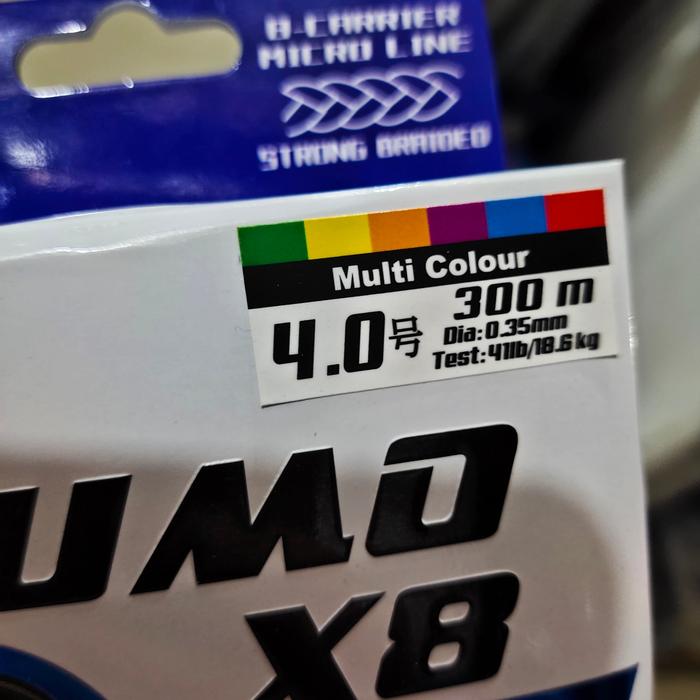 8-CARRIER
MICRO LINE
STRONG BRAIDED
Multi Colour
4.0号
300 m
Dia:0.35mm
Test:41lb/18.6kg
UMO
X8